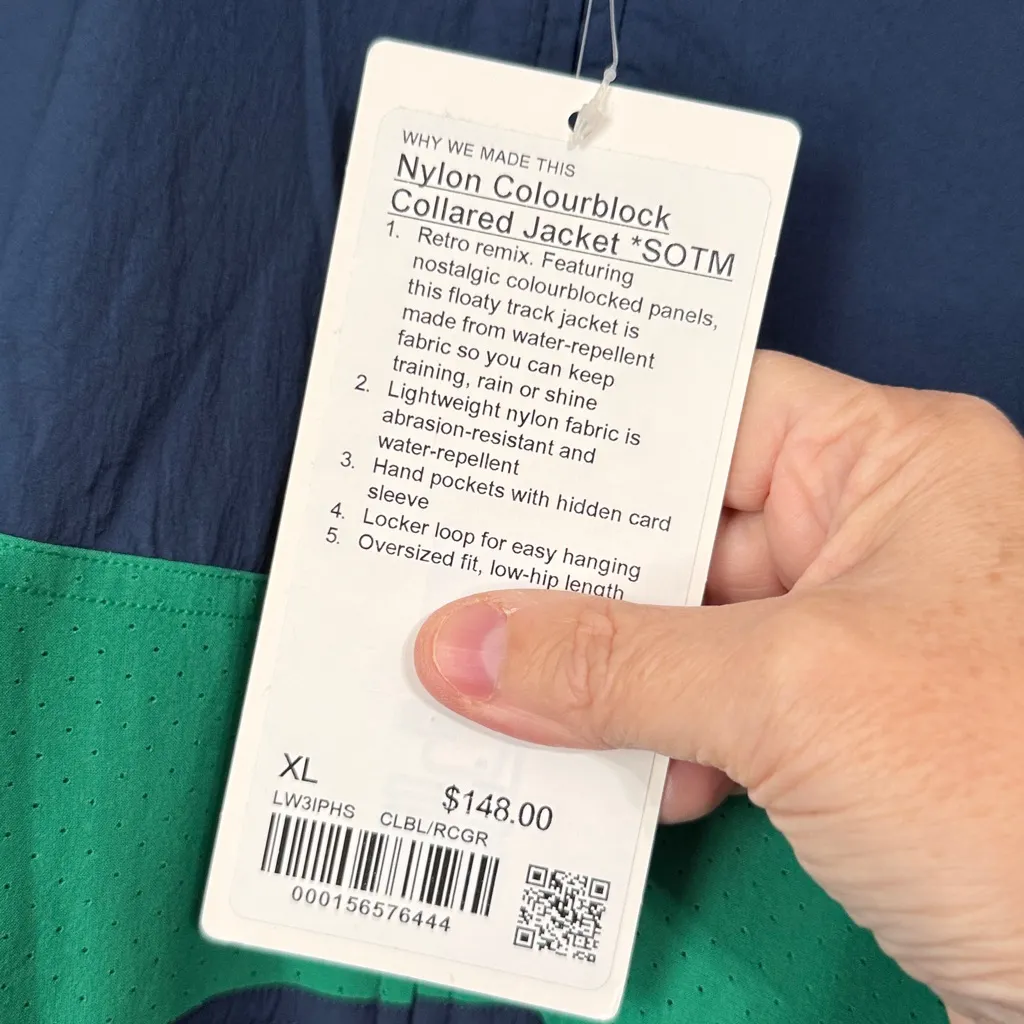 WHY WE MADE THIS
Nylon Colourblock
Collared Jacket *SOTM
1. Retro remix. Featuring
nostalgic colourblocked panels,
this floaty track jacket is
made from water-repellent
fabric so you can keep
training, rain or shine
2. Lightweight nylon fabric is
abrasion-resistant and
water-repellent
3. Hand pockets with hidden card
sleeve
4. Locker loop for easy hanging
5. Oversized fit, low-hip length
XL
$148.00
LW3IPHS CLBL/RCGR
000156576444